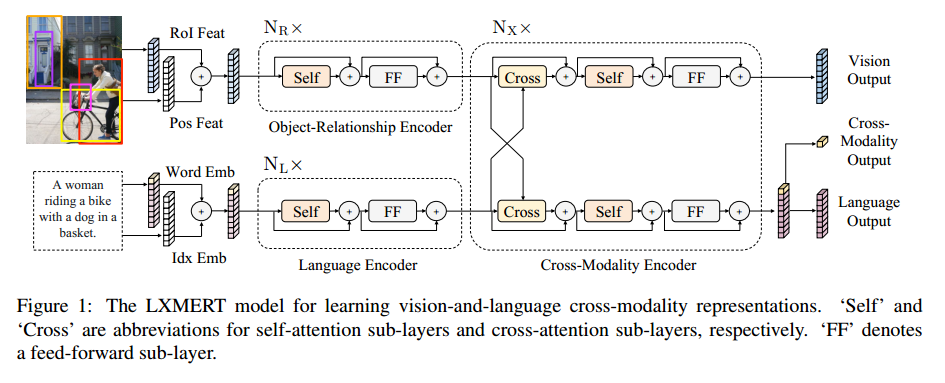 RoI Feat
Pos Feat
N_R×
Self + FF +
Object-Relationship Encoder
A woman
riding a bike
with a dog in a
basket.
Word Emb
+
Idx Emb
N_L×
Self + FF +
Language Encoder
N_X×
Cross + Self + FF +
Cross + Self + FF +
Cross-Modality Encoder
Vision
Output
Cross-
Modality
Output
Language
Output
Figure 1: The LXMERT model for learning vision-and-language cross-modality representations. ‘Self’ and
‘Cross’ are abbreviations for self-attention sub-layers and cross-attention sub-layers, respectively. ‘FF’ denotes
a feed-forward sub-layer.